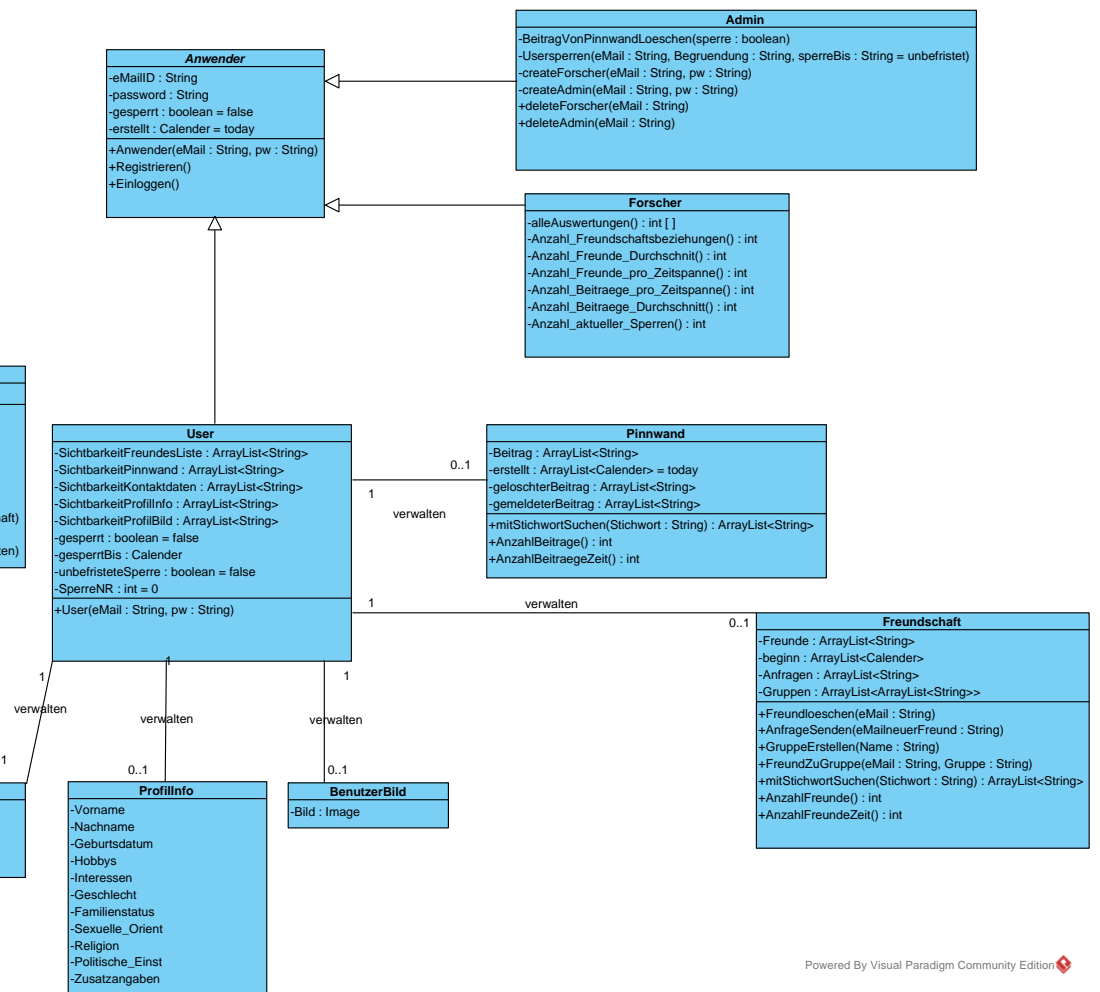 Admin
-BeitragVonPinnwandLoeschen(sperre : boolean)
-Usersperren(eMail : String, Begruendung : String, sperreBis : String = unbefristet)
-createForscher(eMail : String, pw : String)
-createAdmin(eMail : String, pw : String)
+deleteForscher(eMail : String)
+deleteAdmin(eMail : String)
Anwender
-eMailID : String
-password : String
-gesperrt : boolean = false
-erstellt : Calender = today
+Anwender(eMail : String, pw : String)
+Registrieren()
+Einloggen()
Forscher
-alleAuswertungen() : int [ ]
-Anzahl_Freundschaftsbeziehungen() : int
-Anzahl_Freunde_Durchschnit() : int
-Anzahl_Freunde_pro_Zeitspanne() : int
-Anzahl_Beitraege_pro_Zeitspanne() : int
-Anzahl_Beitraege_Durchschnitt() : int
-Anzahl_aktueller_Sperren() : int
aft)
ten)
User
-SichtbarkeitFreundesListe : ArrayList<String>
-SichtbarkeitPinnwand : ArrayList<String>
-SichtbarkeitKontaktdaten : ArrayList<String>
-SichtbarkeitProfilInfo : ArrayList<String>
-SichtbarkeitProfilBild : ArrayList<String>
-gesperrt : boolean = false
-gesperrtBis : Calender
-unbefristeteSperre : boolean = false
-SperreNR : int = 0
+User(eMail : String, pw : String)
0..1
1
verwalten
Pinnwand
-Beitrag : ArrayList<String>
-erstellt : ArrayList<Calender> = today
-geloschterBeitrag : ArrayList<String>
-gemeldeterBeitrag : ArrayList<String>
+mitStichwortSuchen(Stichwort : String) : ArrayList<String>
+AnzahlBeitrage() : int
+AnzahlBeitraegeZeit() : int
1
verwalten
0..1
Freundschaft
-Freunde : ArrayList<String>
-beginn : ArrayList<Calender>
-Anfragen : ArrayList<String>
-Gruppen : ArrayList<ArrayList<String>>
+Freundloeschen(eMail : String)
+AnfrageSenden(eMailneuerFreund : String)
+GruppeErstellen(Name : String)
+FreundZuGruppe(eMail : String, Gruppe : String)
+mitStichwortSuchen(Stichwort : String) : ArrayList<String>
+AnzahlFreunde() : int
+AnzahlFreundeZeit() : int
1
verwalten
1
1
verwalten
0..1
1
verwalten
0..1
ProfilInfo
-Vorname
-Nachname
-Geburtsdatum
-Hobbys
-Interessen
-Geschlecht
-Familienstatus
-Sexuelle_Orient
-Religion
-Politische_Einst
-Zusatzangaben
BenutzerBild
-Bild : Image
Powered By Visual Paradigm Community Edition